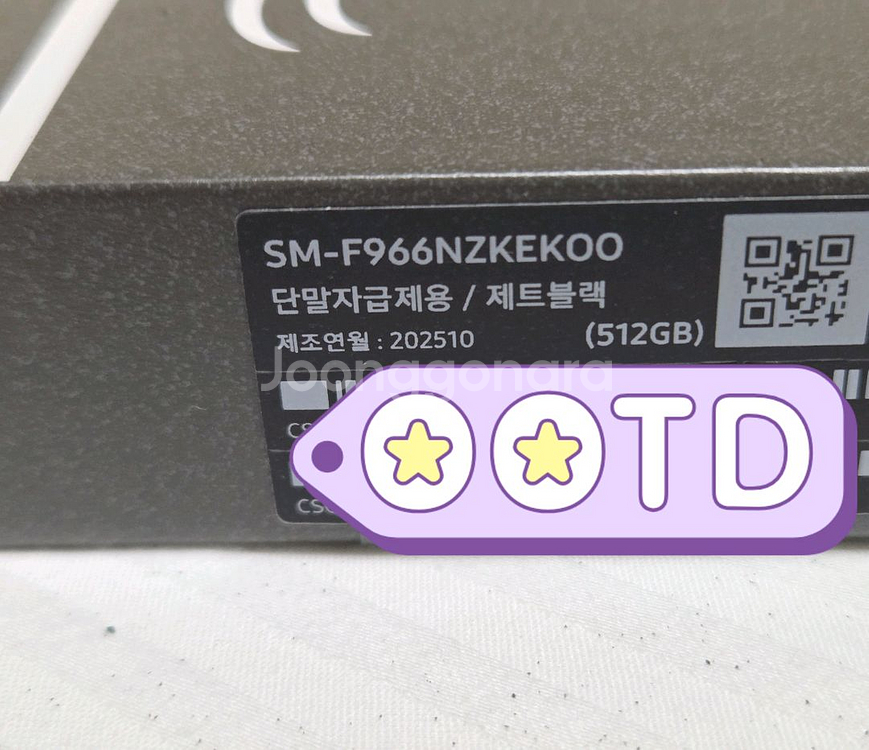 SM-F966NZKEKOO
단말자급제용 / 제트블랙
제조연월 : 202510
(512GB)
Joonggonara
OOTD